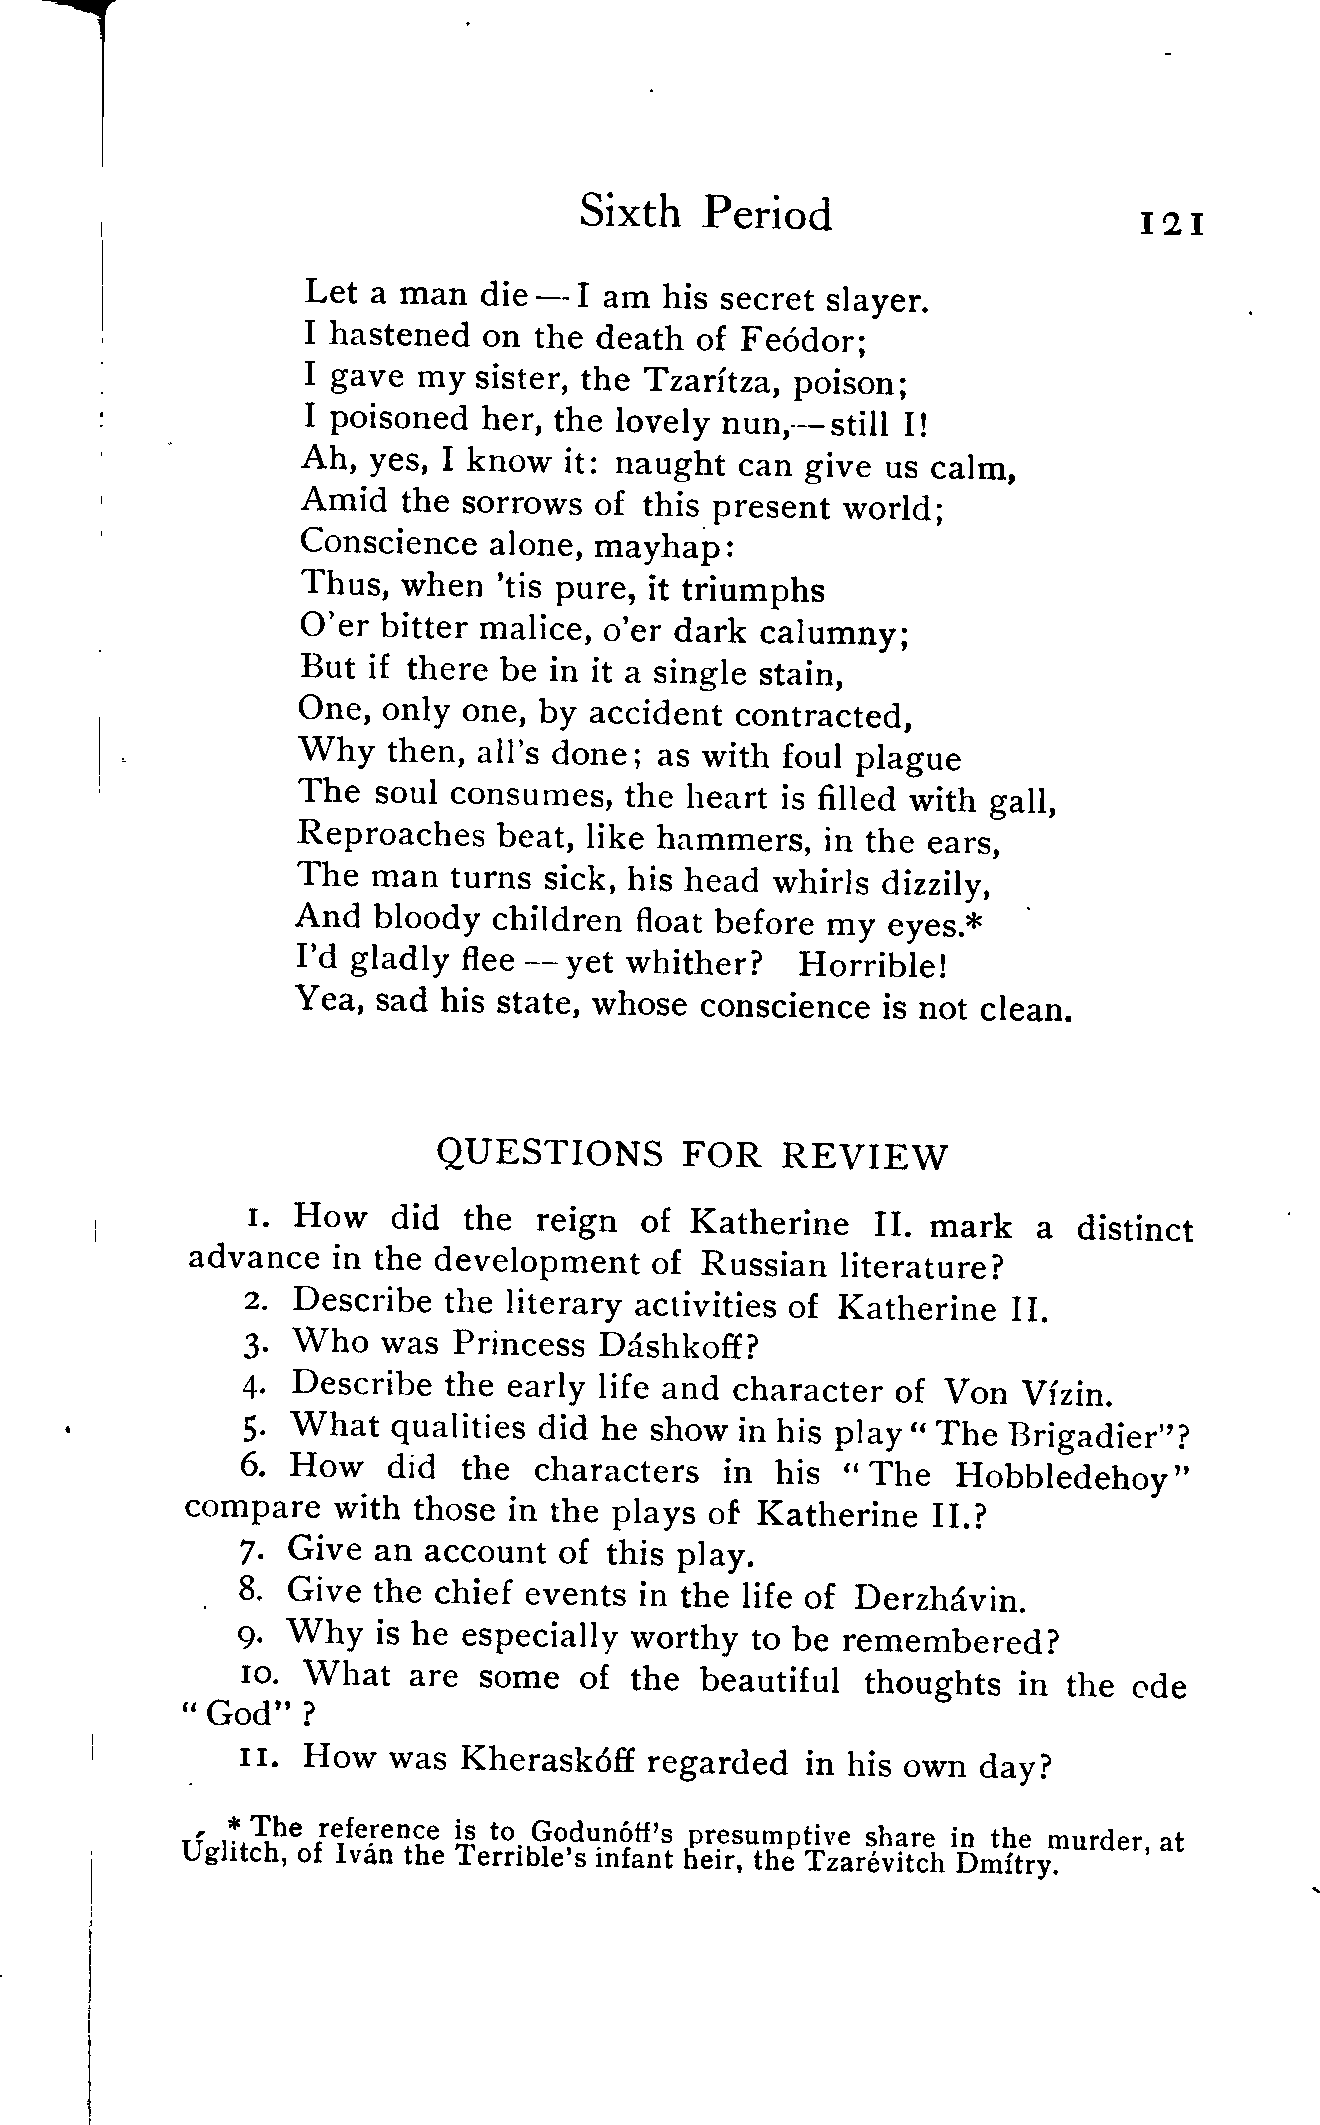 Sixth Period 121
Let a man die — I am his secret slayer.
I hastened on the death of Feódor;
I gave my sister, the Tzarítza, poison;
I poisoned her, the lovely nun,—still I!
Ah, yes, I know it: naught can give us calm,
Amid the sorrows of this present world;
Conscience alone, mayhap:
Thus, when 'tis pure, it triumphs
O'er bitter malice, o'er dark calumny;
But if there be in it a single stain,
One, only one, by accident contracted,
Why then, all's done; as with foul plague
The soul consumes, the heart is filled with gall,
Reproaches beat, like hammers, in the ears,
The man turns sick, his head whirls dizzily,
And bloody children float before my eyes.*
I'd gladly flee — yet whither? Horrible!
Yea, sad his state, whose conscience is not clean.
QUESTIONS FOR REVIEW
1. How did the reign of Katherine II. mark a distinct
advance in the development of Russian literature?
2. Describe the literary activities of Katherine II.
3. Who was Princess Dáshkoff?
4. Describe the early life and character of Von Vízin.
5. What qualities did he show in his play "The Brigadier"?
6. How did the characters in his "The Hobbledehoy"
compare with those in the plays of Katherine II.?
7. Give an account of this play.
8. Give the chief events in the life of Derzhávin.
9. Why is he especially worthy to be remembered?
10. What are some of the beautiful thoughts in the ode
"God"?
11. How was Kheraskóff regarded in his own day?
* The reference is to Godunóff's presumptive share in the murder, at
Úglitch, of Iván the Terrible's infant heir, the Tzarévitch Dmítry.